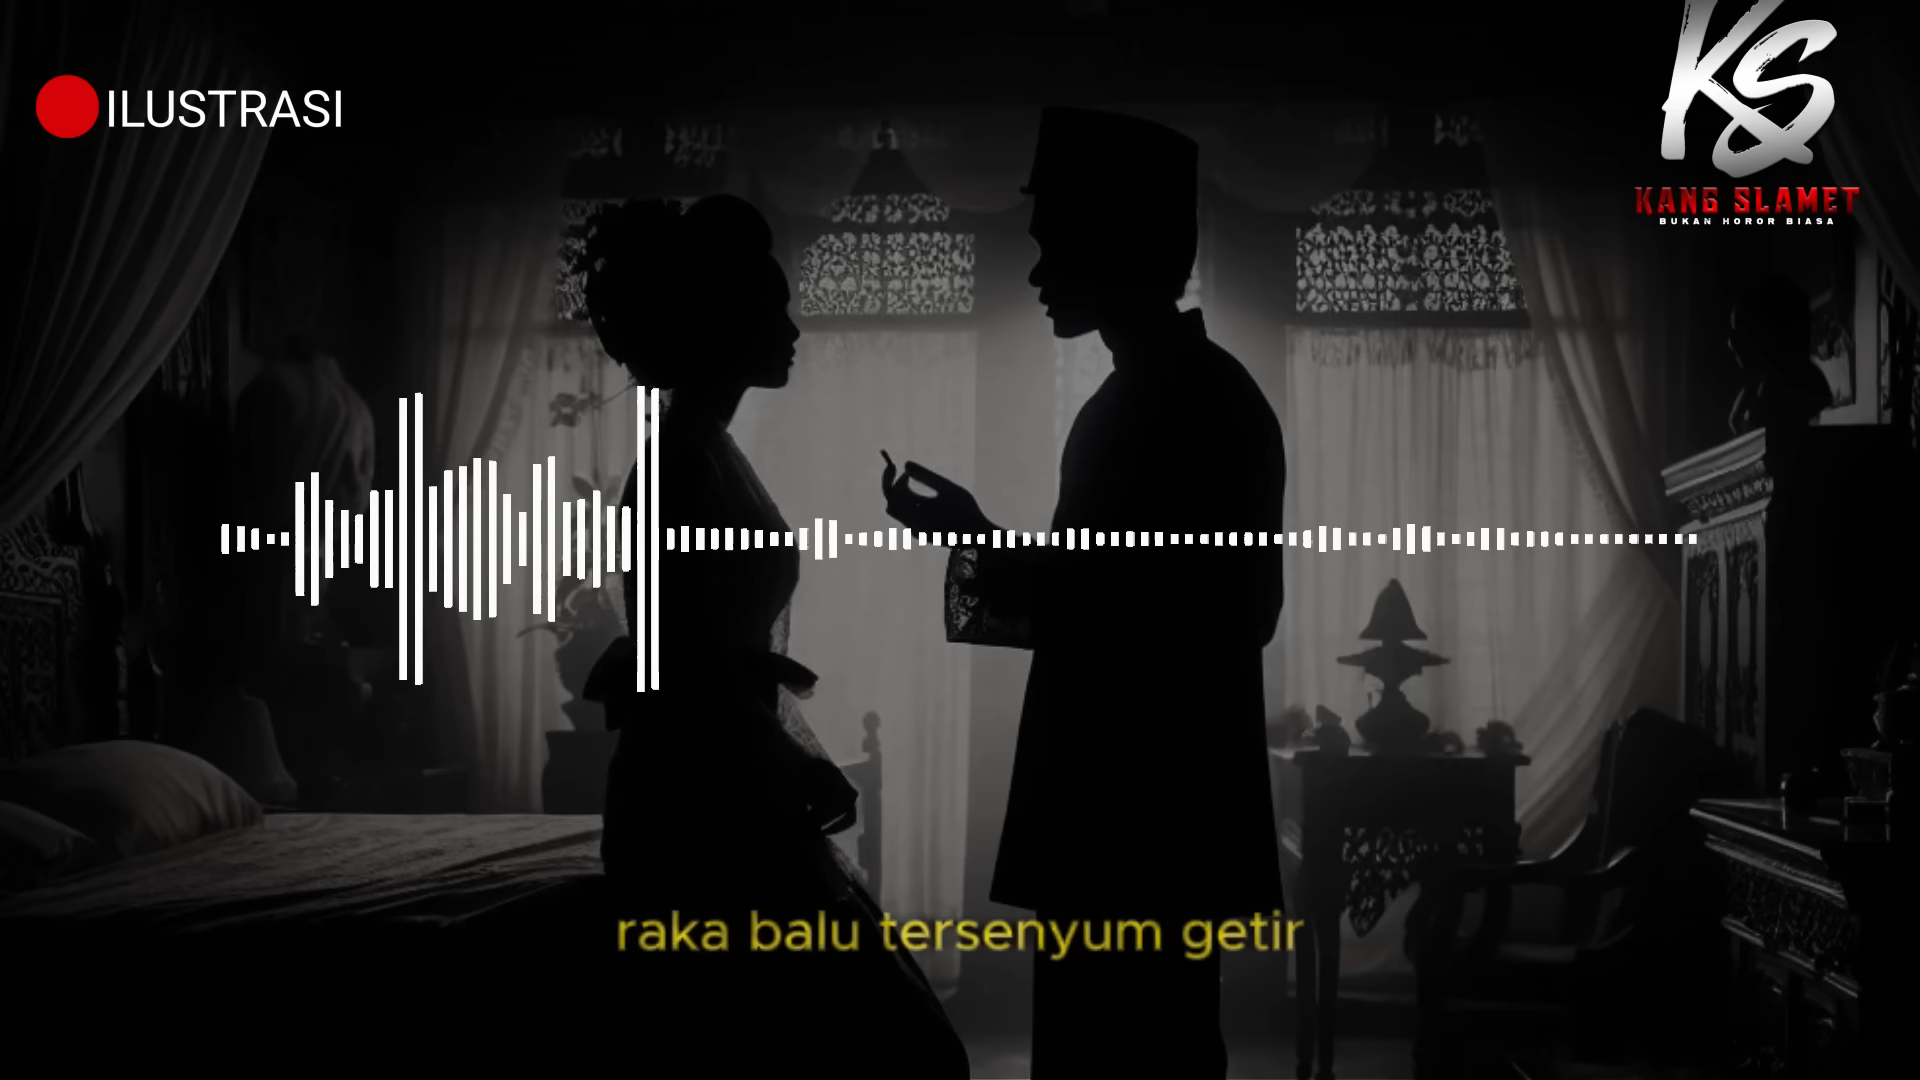 ILUSTRASI
KS
KANG SLAMET
BUKAN HOROR BIASA
raka balu tersenyum getir